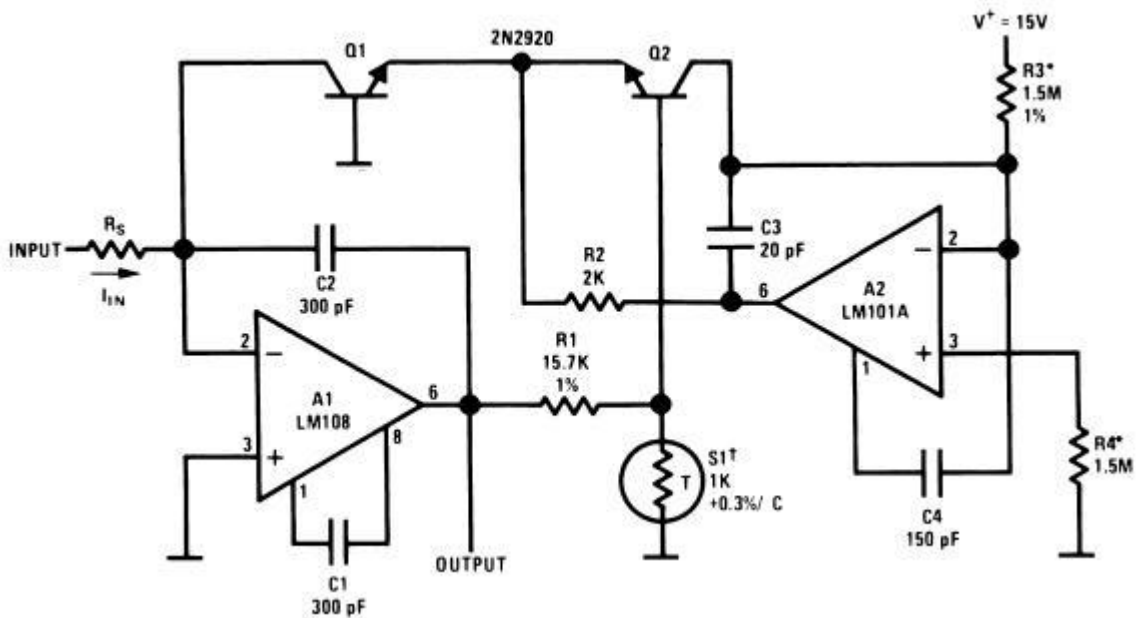 V+ = 15V
2N2920
Q1
Q2
R3*
1.5M
1%
RS
INPUT
IIN
C2
300 pF
C3
20 pF
R2
2K
2
A2
LM101A
6
3
1
R1
15.7K
1%
2
A1
LM108
6
8
3
1
S1†
1K
+0.3%/ C
T
R4*
1.5M
C4
150 pF
OUTPUT
C1
300 pF